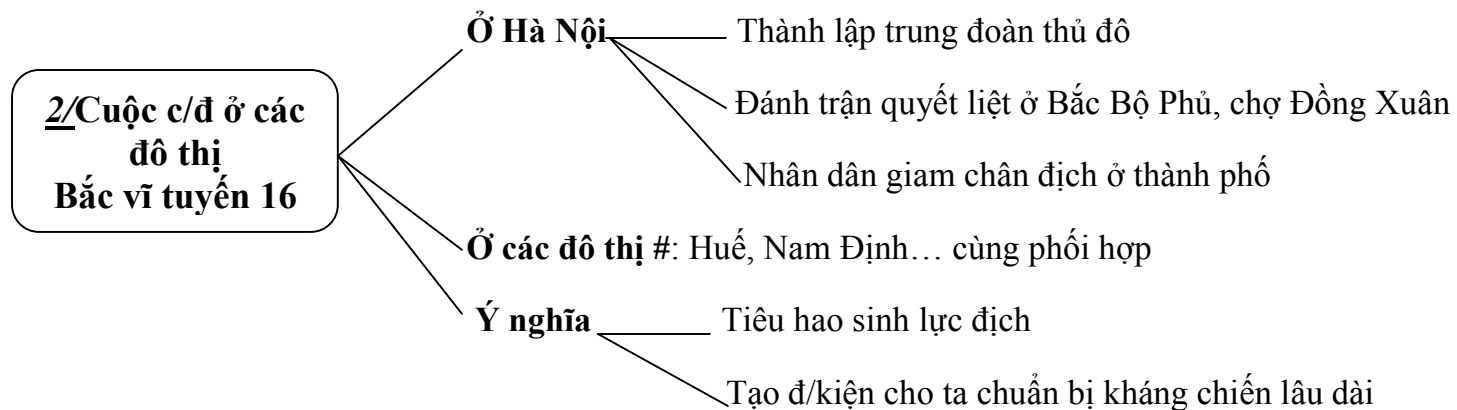 Ở Hà Nội
Thành lập trung đoàn thủ đô
Đánh trận quyết liệt ở Bắc Bộ Phủ, chợ Đồng Xuân
Nhân dân giam chân địch ở thành phố
2/Cuộc c/đ ở các
đô thị
Bắc vĩ tuyến 16
Ở các đô thị #: Huế, Nam Định… cùng phối hợp
Ý nghĩa
Tiêu hao sinh lực địch
Tạo đ/kiện cho ta chuẩn bị kháng chiến lâu dài